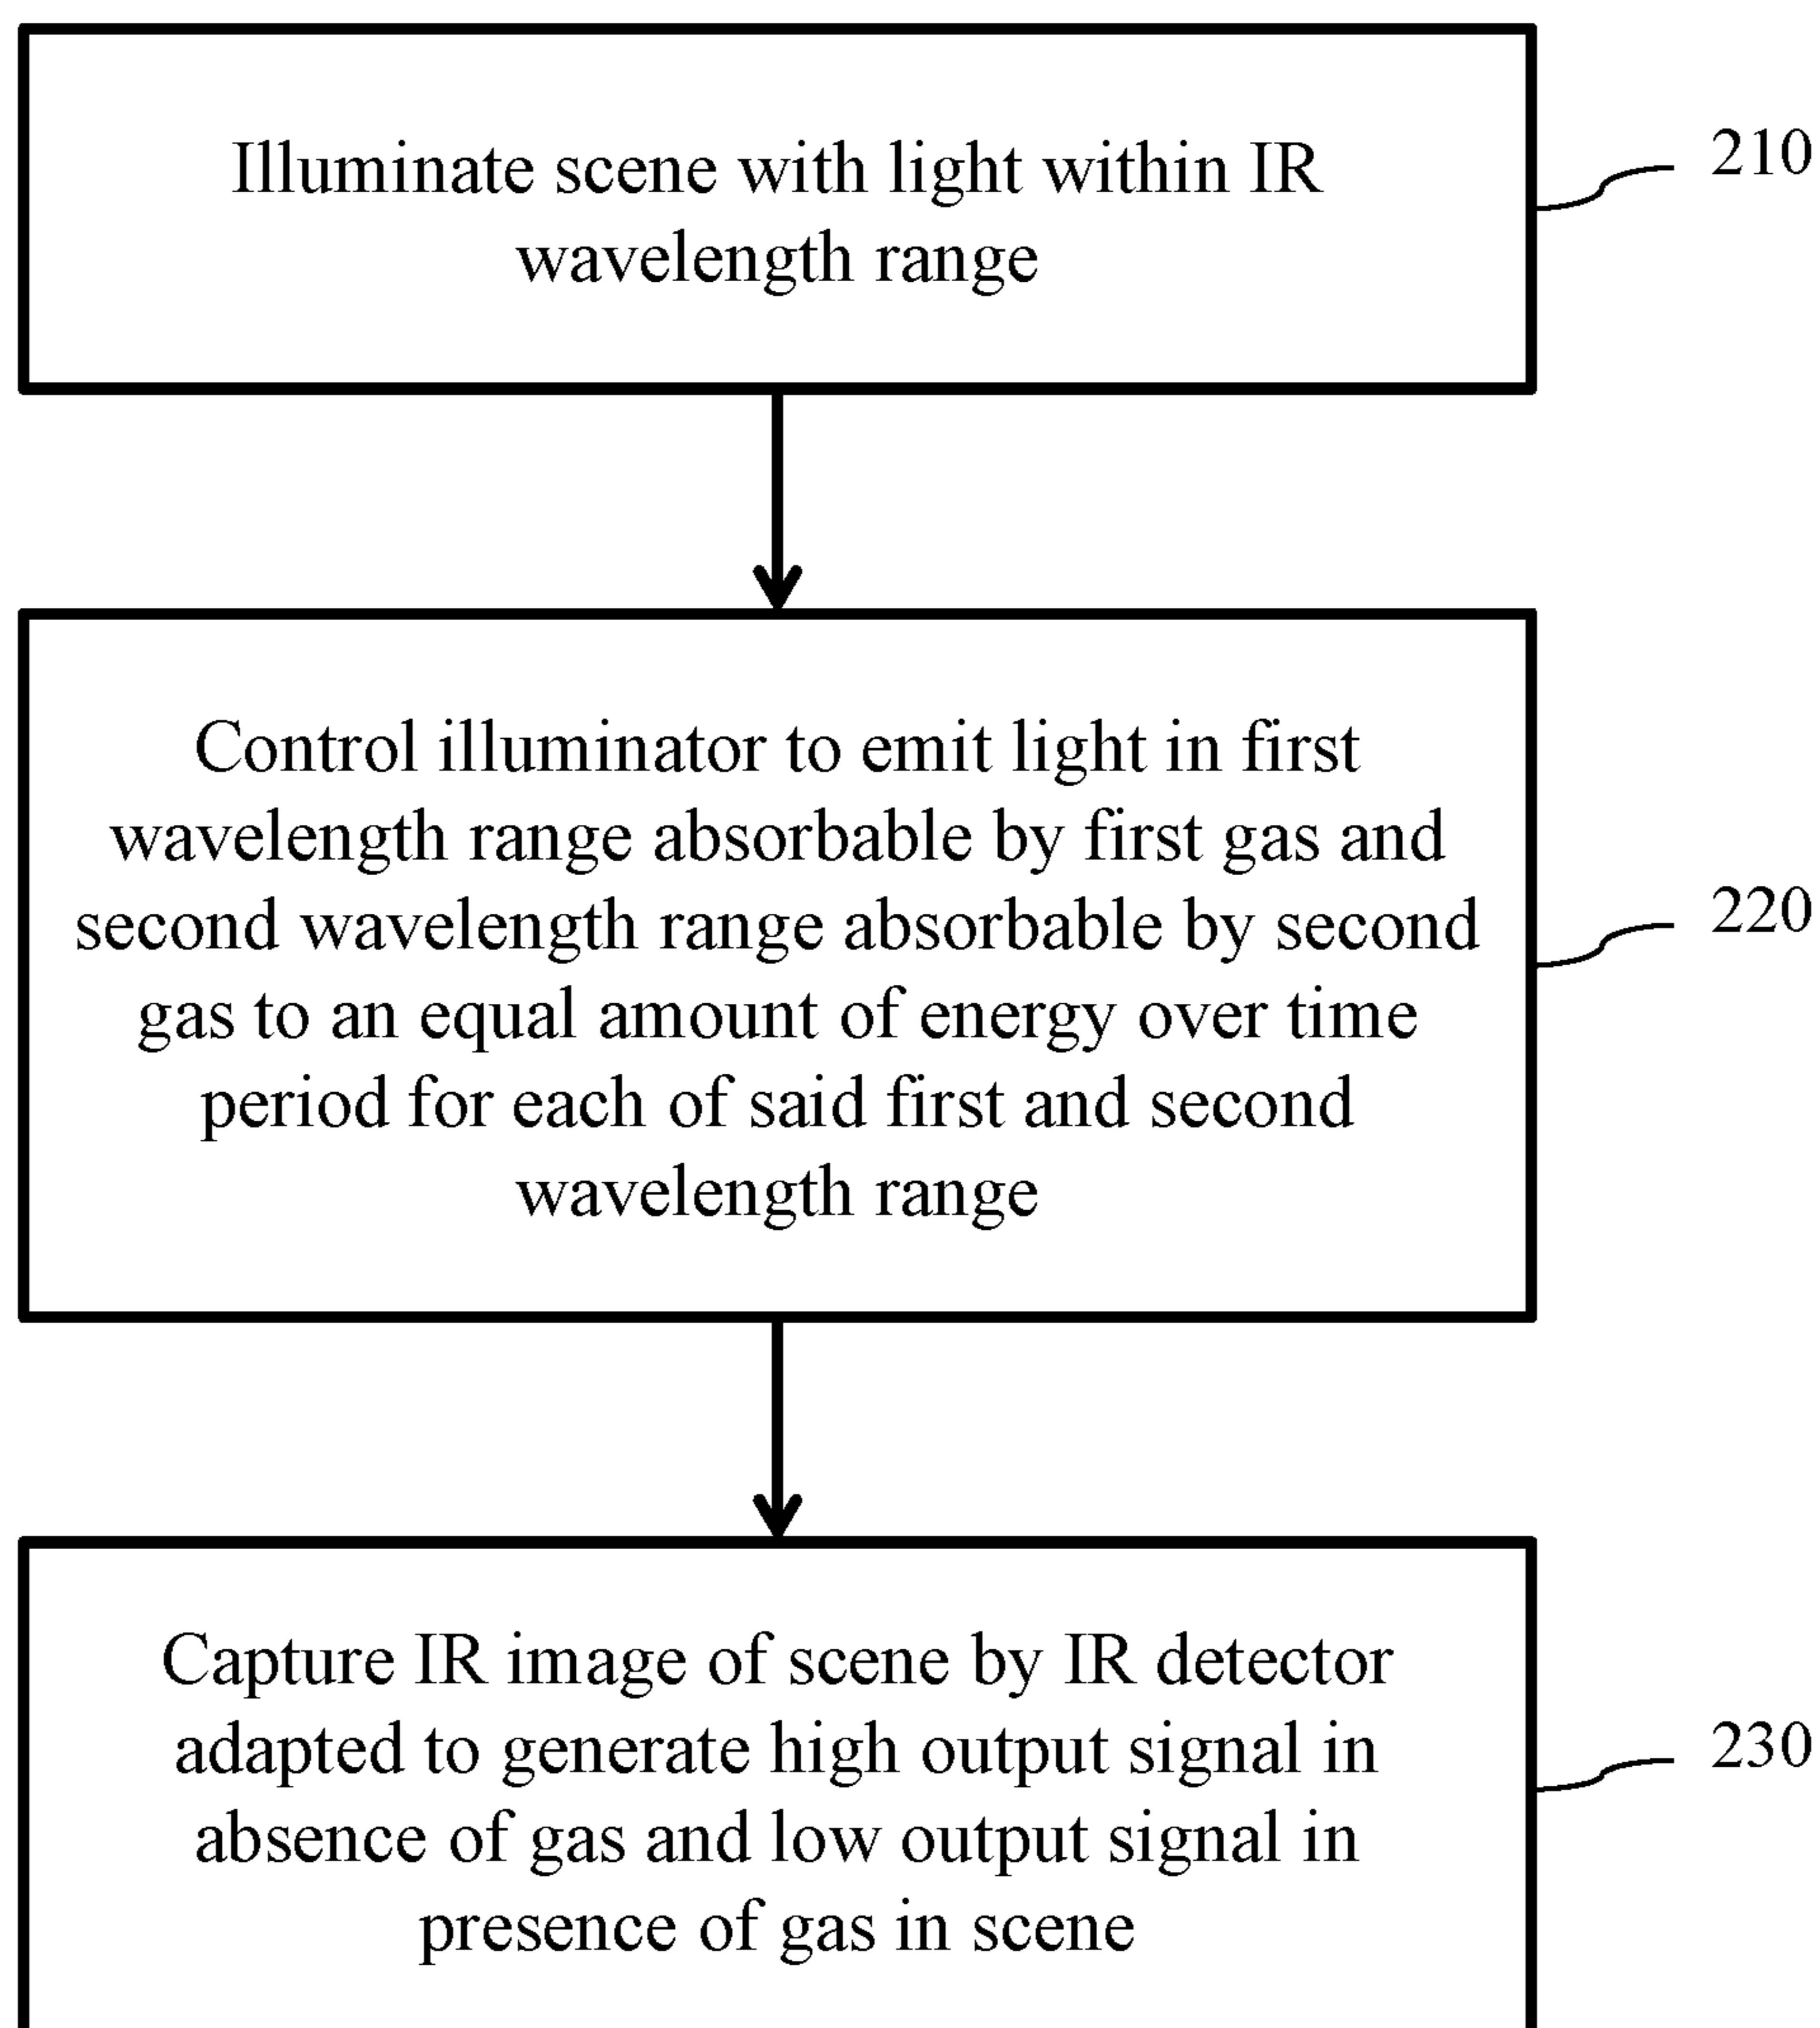 Illuminate scene with light within IR
wavelength range
210
Control illuminator to emit light in first
wavelength range absorbable by first gas and
second wavelength range absorbable by second
gas to an equal amount of energy over time
period for each of said first and second
wavelength range
220
Capture IR image of scene by IR detector
adapted to generate high output signal in
absence of gas and low output signal in
presence of gas in scene
230